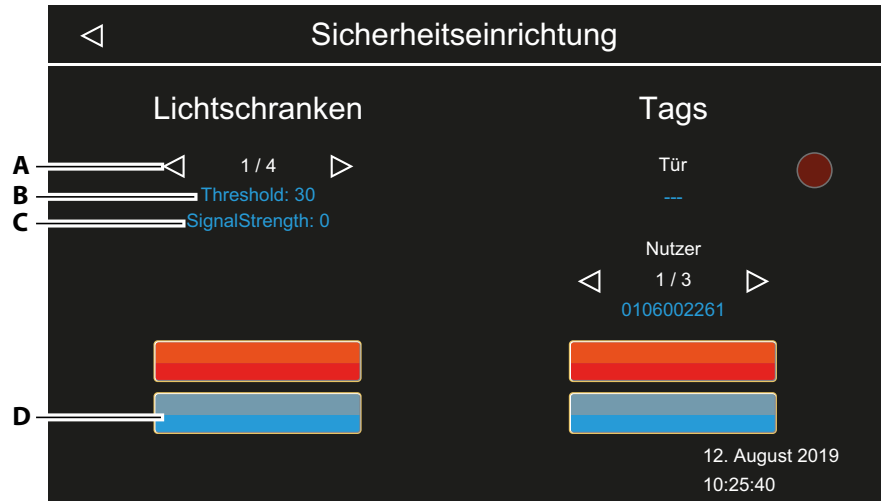 Sicherheitseinrichtung
Lichtschranken
A
1 / 4
B
Threshold: 30
C
SignalStrength: 0
D
Tags
Tür
---
Nutzer
1 / 3
0106002261
12. August 2019
10:25:40